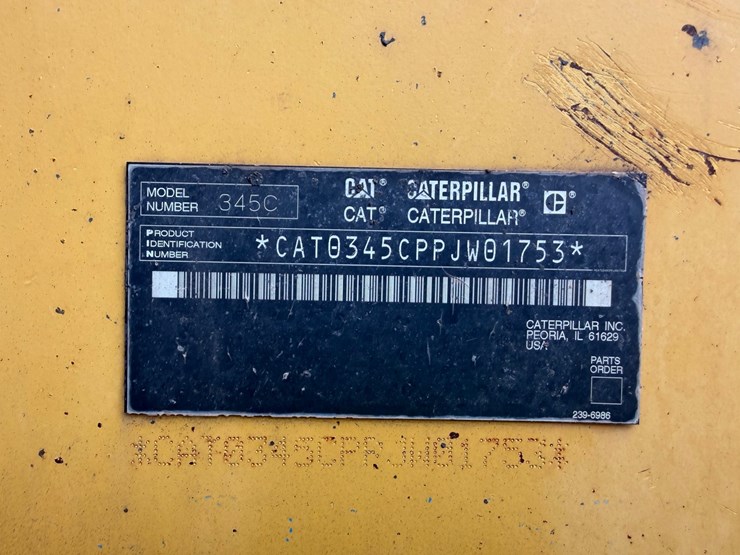 MODEL
NUMBER 345C
CAT® CATERPILLAR® C®
CAT® CATERPILLAR®
PRODUCT
IDENTIFICATION
NUMBER
*CAT0345CPPJW01753*
CATERPILLAR INC.
PEORIA, IL 61629
USA
PARTS
ORDER
239-6986
*CAT0345CPPJW01753*